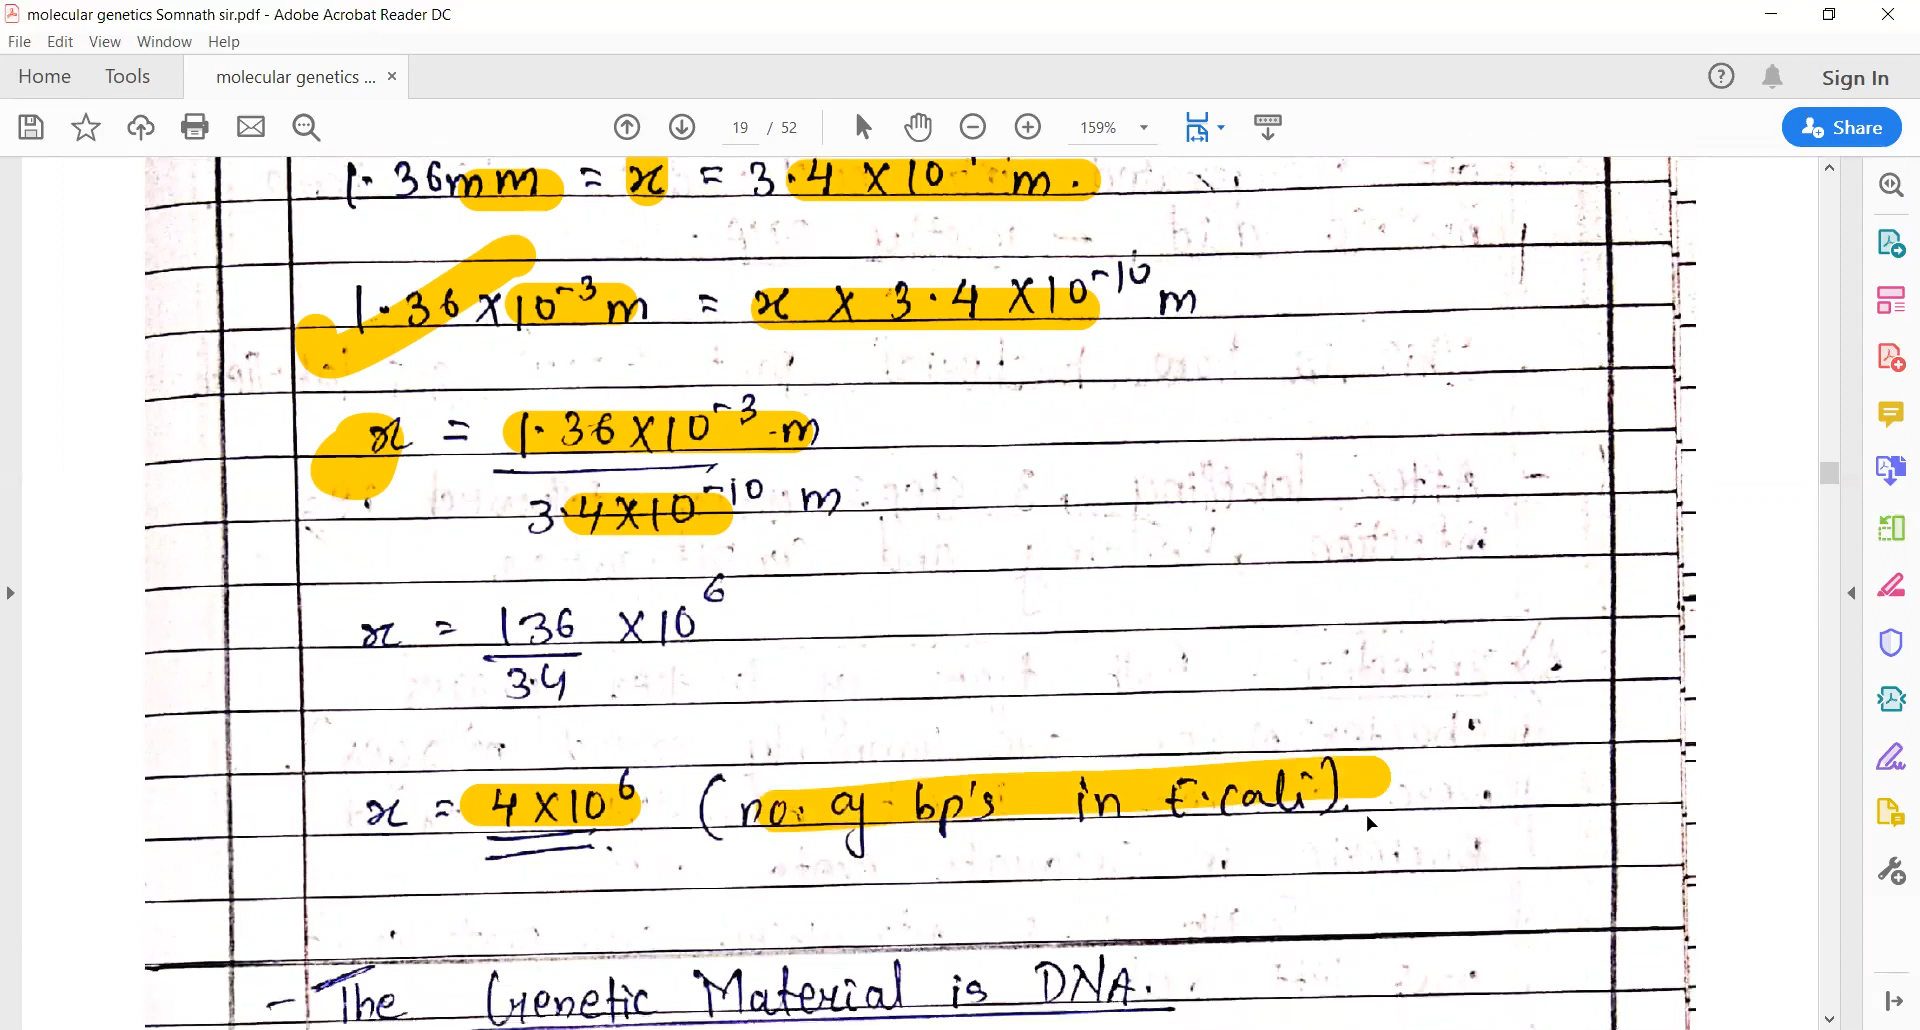 molecular genetics Somnath sir.pdf - Adobe Acrobat Reader DC
File Edit View Window Help
Home Tools molecular genetics ... × Sign In
19 / 52 159% Share
1.36mm = x = 3.4 X 10 m.
1.36 X 10⁻³ m = x X 3.4 X 10⁻¹⁰ m
x = 1.36 X 10⁻³ m
3.4 X 10⁻¹⁰ m
x = 136 X 10⁶
3.4
x = 4 X 10⁶ (no. of bp's in E.cali).
- The Genetic Material is DNA.